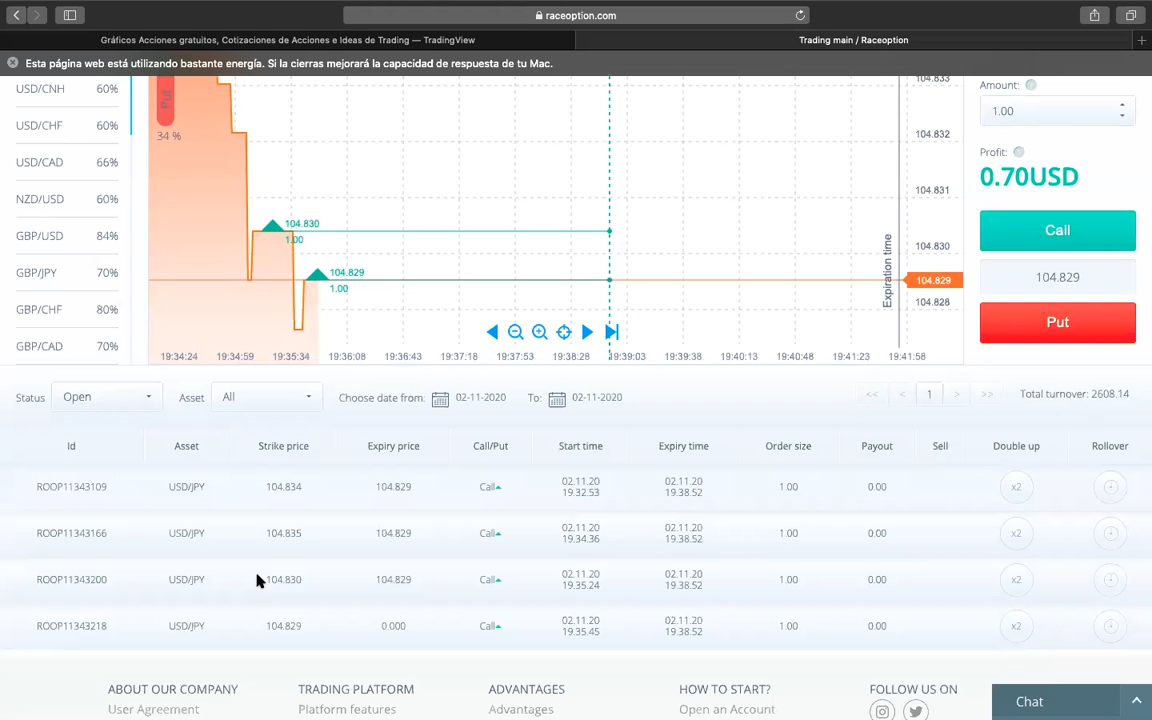 raceoption.com
Gráficos Acciones gratuitos, Cotizaciones de Acciones e Ideas de Trading — TradingView
Trading main / Raceoption
Esta página web está utilizando bastante energía. Si la cierras mejorará la capacidad de respuesta de tu Mac.
USD/CNH 60%
USD/CHF 60%
USD/CAD 66%
NZD/USD 60%
GBP/USD 84%
GBP/JPY 70%
GBP/CHF 80%
GBP/CAD 70%
Put
34 %
104.830
1.00
104.829
1.00
104.833
104.832
104.831
104.830
104.829
104.828
Expiration time
19:34:24 19:34:59 19:35:34 19:36:08 19:36:43 19:37:18 19:37:53 19:38:28 19:39:03 19:39:38 19:40:13 19:40:48 19:41:23 19:41:58
Amount:
1.00
Profit:
0.70USD
Call
104.829
Put
Status Open Asset All Choose date from: 02-11-2020 To: 02-11-2020 << < 1 > >> Total turnover: 2608.14
Id Asset Strike price Expiry price Call/Put Start time Expiry time Order size Payout Sell Double up Rollover
ROOP11343109 USD/JPY 104.834 104.829 Call 02.11.20 19.32.53 02.11.20 19.38.52 1.00 0.00 x2
ROOP11343166 USD/JPY 104.835 104.829 Call 02.11.20 19.34.36 02.11.20 19.38.52 1.00 0.00 x2
ROOP11343200 USD/JPY 104.830 104.829 Call 02.11.20 19.35.24 02.11.20 19.38.52 1.00 0.00 x2
ROOP11343218 USD/JPY 104.829 0.000 Call 02.11.20 19.35.45 02.11.20 19.38.52 1.00 0.00 x2
ABOUT OUR COMPANY TRADING PLATFORM ADVANTAGES HOW TO START? FOLLOW US ON
User Agreement Platform features Advantages Open an Account
Chat